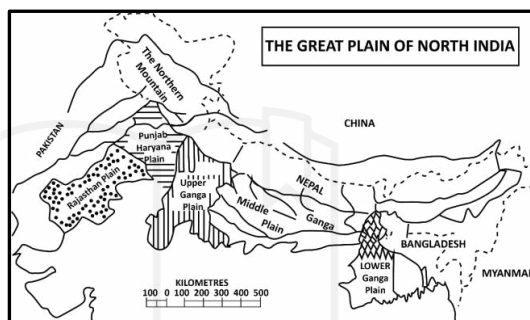 THE GREAT PLAIN OF NORTH INDIA
The Northern
Mountain
CHINA
PAKISTAN
Punjab
Haryana
Plain
Rajasthan Plain
Upper
Ganga
Plain
NEPAL
Middle Ganga
Plain
BANGLADESH
MYANMAR
LOWER
Ganga
Plain
KILOMETRES
100 0 100 200 300 400 500